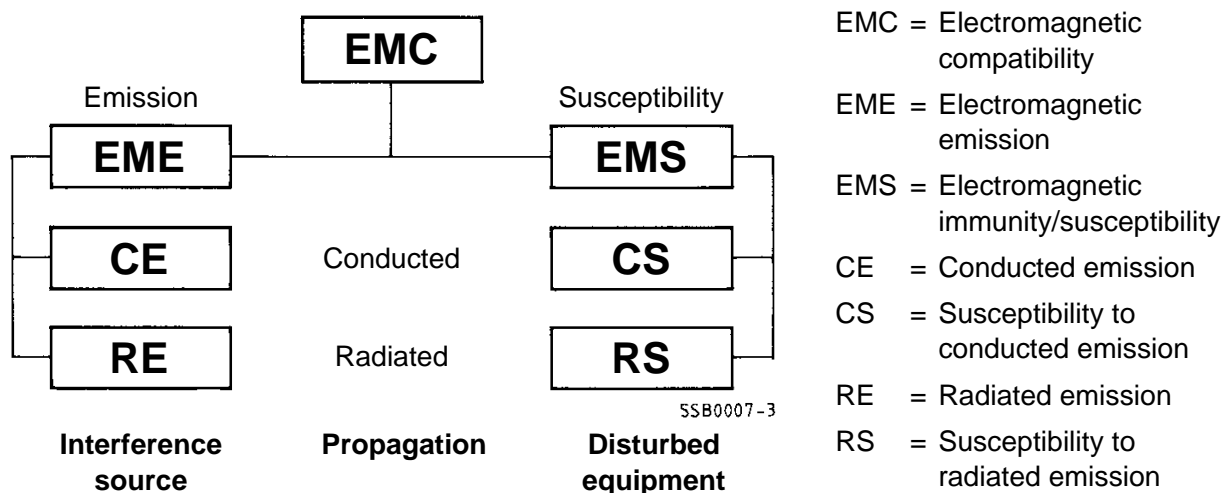 EMC
Emission
Susceptibility
EME
EMS
CE
Conducted
CS
RE
Radiated
RS
SSB0007-3
Interference
source
Propagation
Disturbed
equipment
EMC = Electromagnetic
compatibility
EME = Electromagnetic
emission
EMS = Electromagnetic
immunity/susceptibility
CE = Conducted emission
CS = Susceptibility to
conducted emission
RE = Radiated emission
RS = Susceptibility to
radiated emission